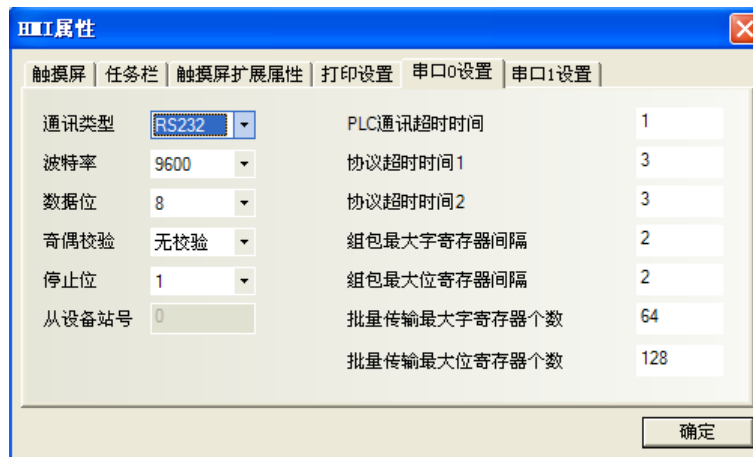 HMI属性
触摸屏 任务栏 触摸屏扩展属性 打印设置 串口0设置 串口1设置
通讯类型 RS232 PLC通讯超时时间 1
波特率 9600 协议超时时间1 3
数据位 8 协议超时时间2 3
奇偶校验 无校验 组包最大字寄存器间隔 2
停止位 1 组包最大位寄存器间隔 2
从设备站号 0 批量传输最大字寄存器个数 64
批量传输最大位寄存器个数 128
确定